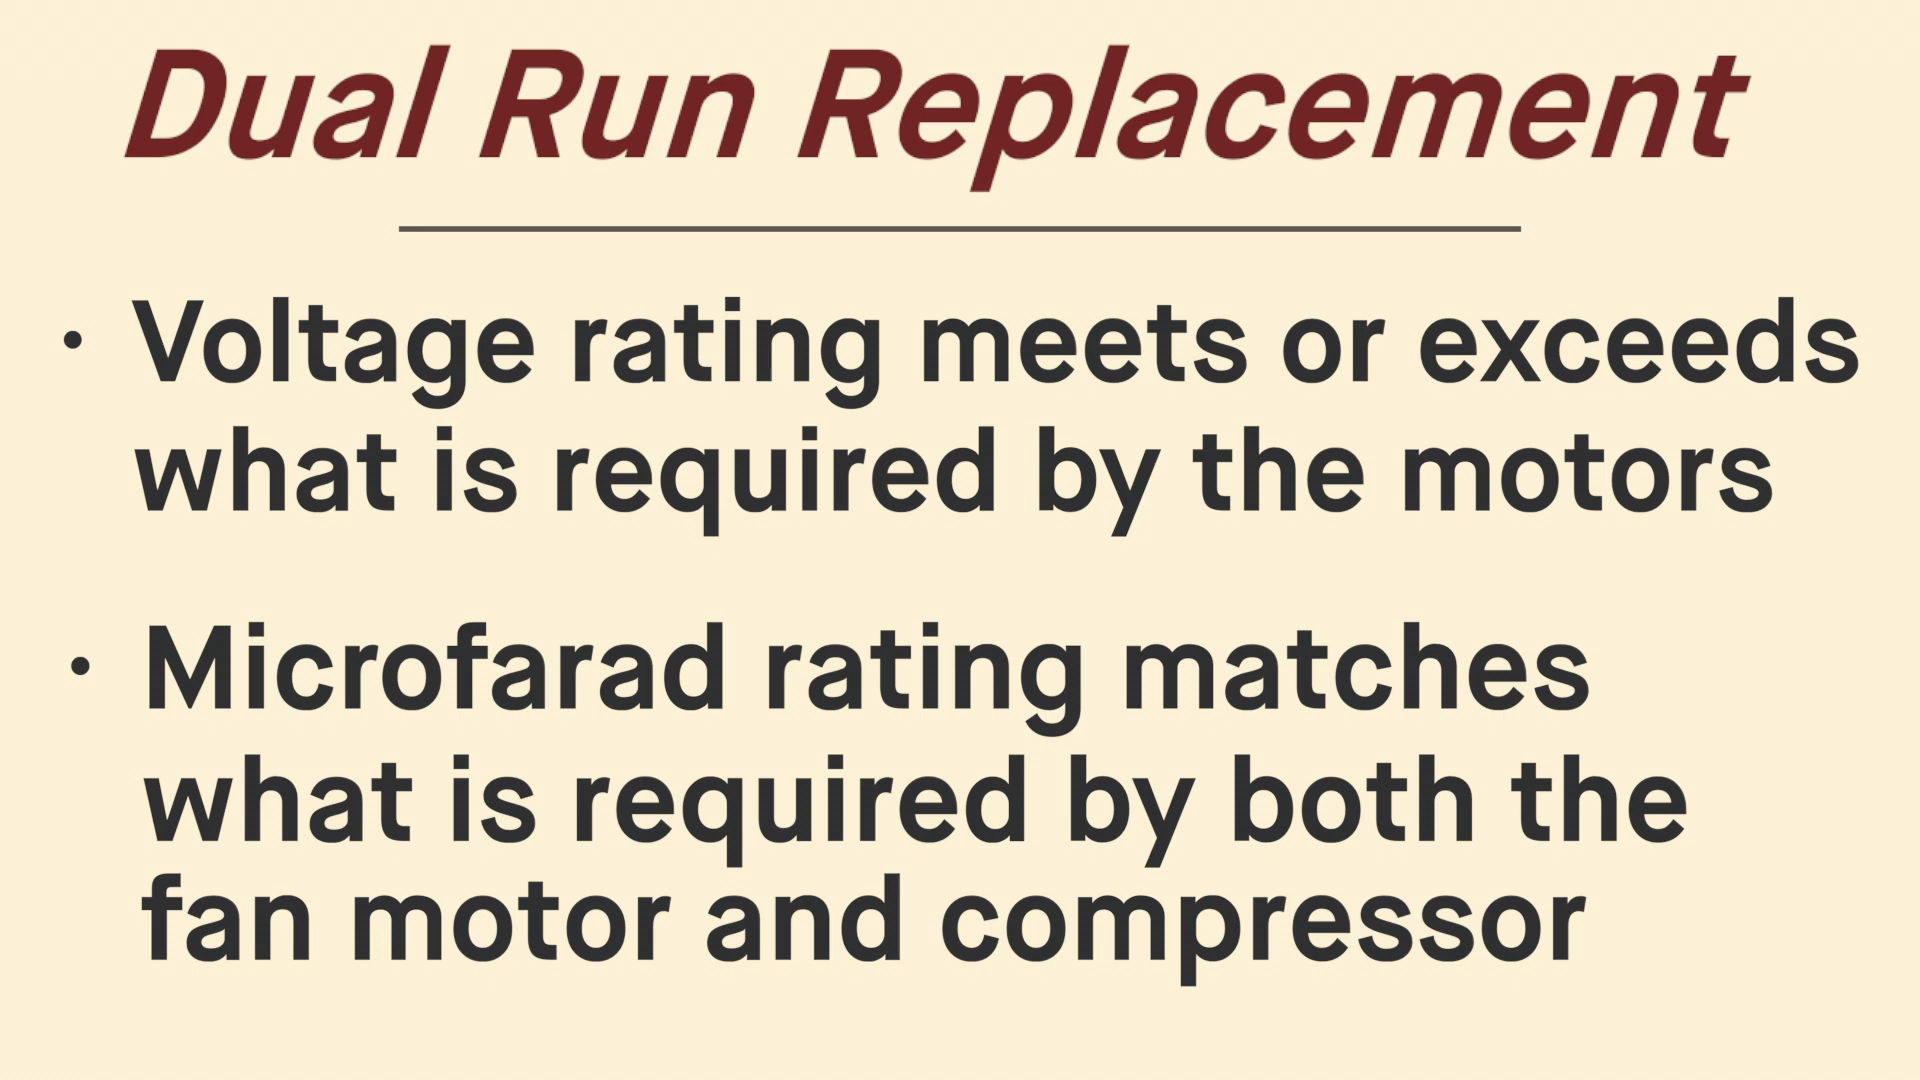 Dual Run Replacement
• Voltage rating meets or exceeds
what is required by the motors
• Microfarad rating matches
what is required by both the
fan motor and compressor